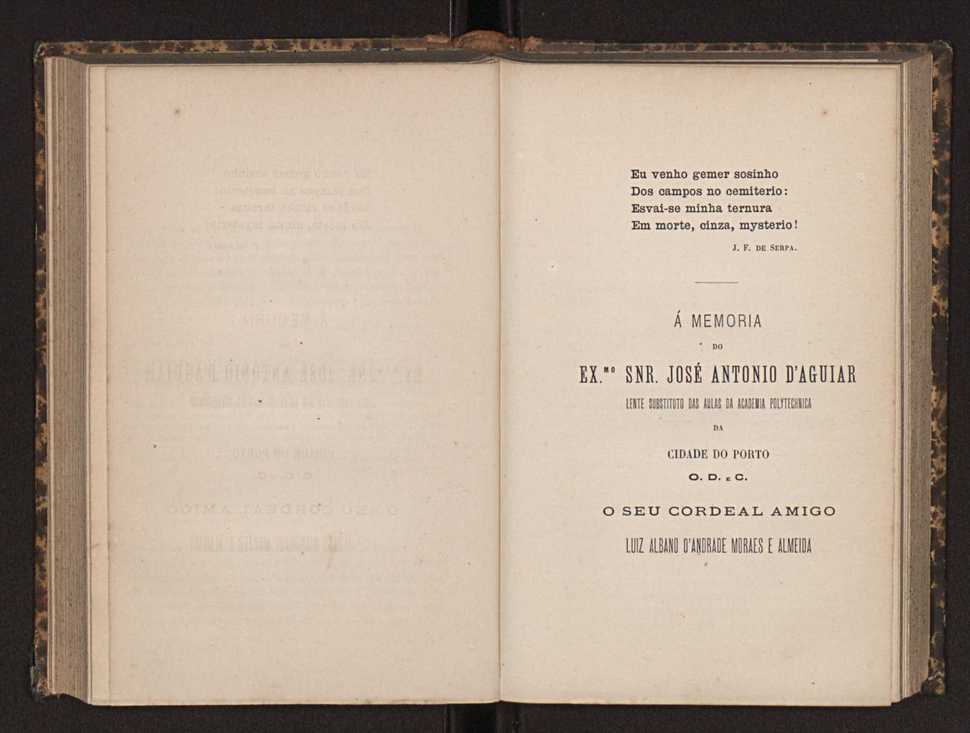 Eu venho gemer sosinho
Dos campos no cemiterio:
Esvai-se minha ternura
Em morte, cinza, mysterio!
J. F. DE SERPA.
Á MEMORIA
DO
EX.MO SNR. JOSÉ ANTONIO D'AGUIAR
LENTE SUBSTITUTO DAS AULAS DA ACADEMIA POLYTECHNICA
DA
CIDADE DO PORTO
O. D. E C.
O SEU CORDEAL AMIGO
LUIZ ALBANO D'ANDRADE MORAES E ALMEIDA